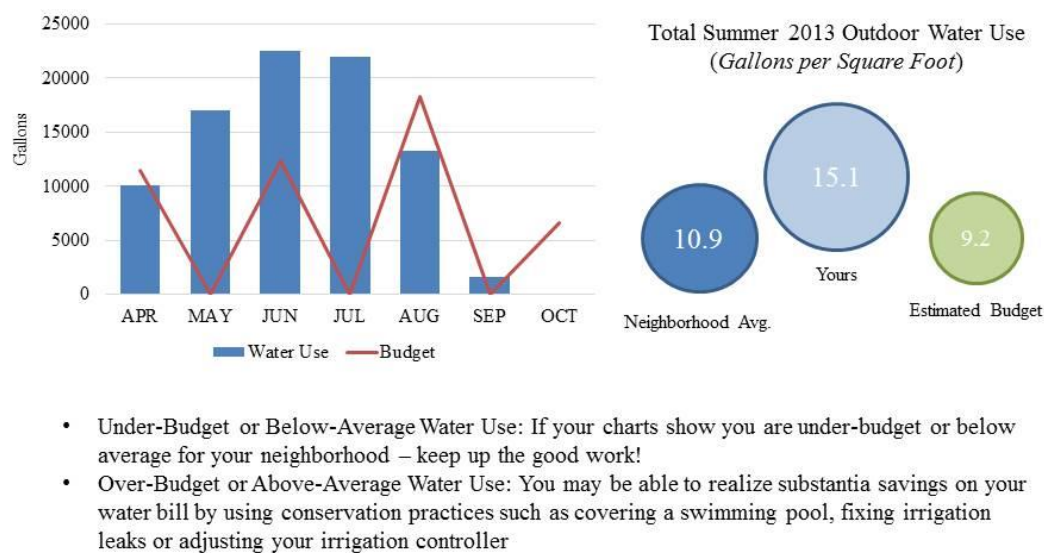 25000
20000
15000
10000
5000
0
Gallons
APR MAY JUN JUL AUG SEP OCT
Water Use Budget
Total Summer 2013 Outdoor Water Use
(Gallons per Square Foot)
10.9
15.1
9.2
Yours
Neighborhood Avg.
Estimated Budget
• Under-Budget or Below-Average Water Use: If your charts show you are under-budget or below
average for your neighborhood – keep up the good work!
• Over-Budget or Above-Average Water Use: You may be able to realize substantia savings on your
water bill by using conservation practices such as covering a swimming pool, fixing irrigation
leaks or adjusting your irrigation controller